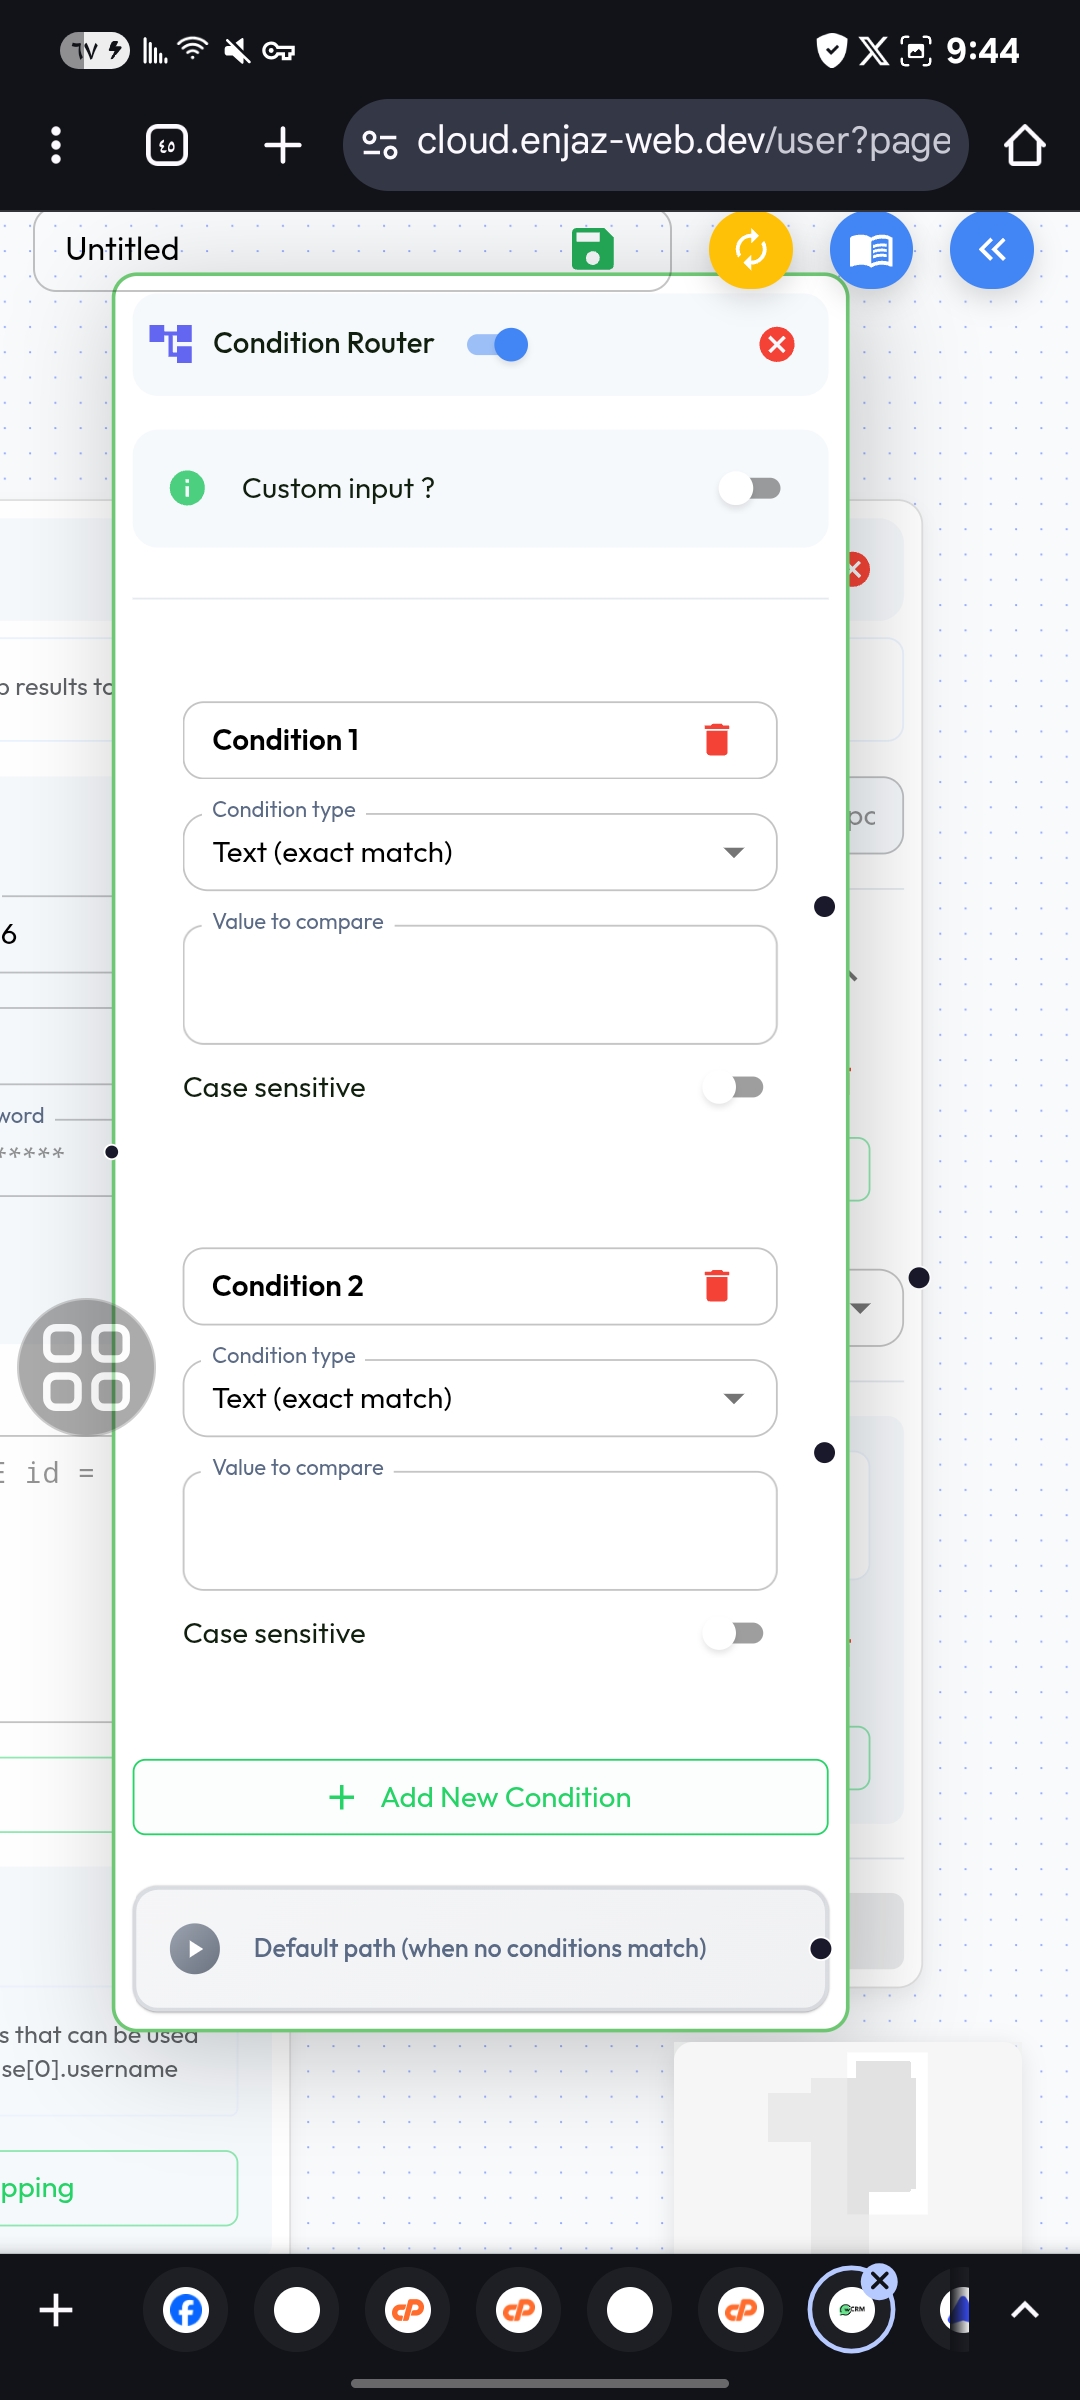 ٦٧
9:44
٤٥
cloud.enjaz-web.dev/user?page
Untitled
Condition Router
Custom input ?
results to
Condition 1
Condition type
Text (exact match)
Value to compare
6
Case sensitive
word
*****
Condition 2
Condition type
Text (exact match)
Value to compare
id =
Case sensitive
+ Add New Condition
Default path (when no conditions match)
s that can be used
se[0].username
pping
CRM